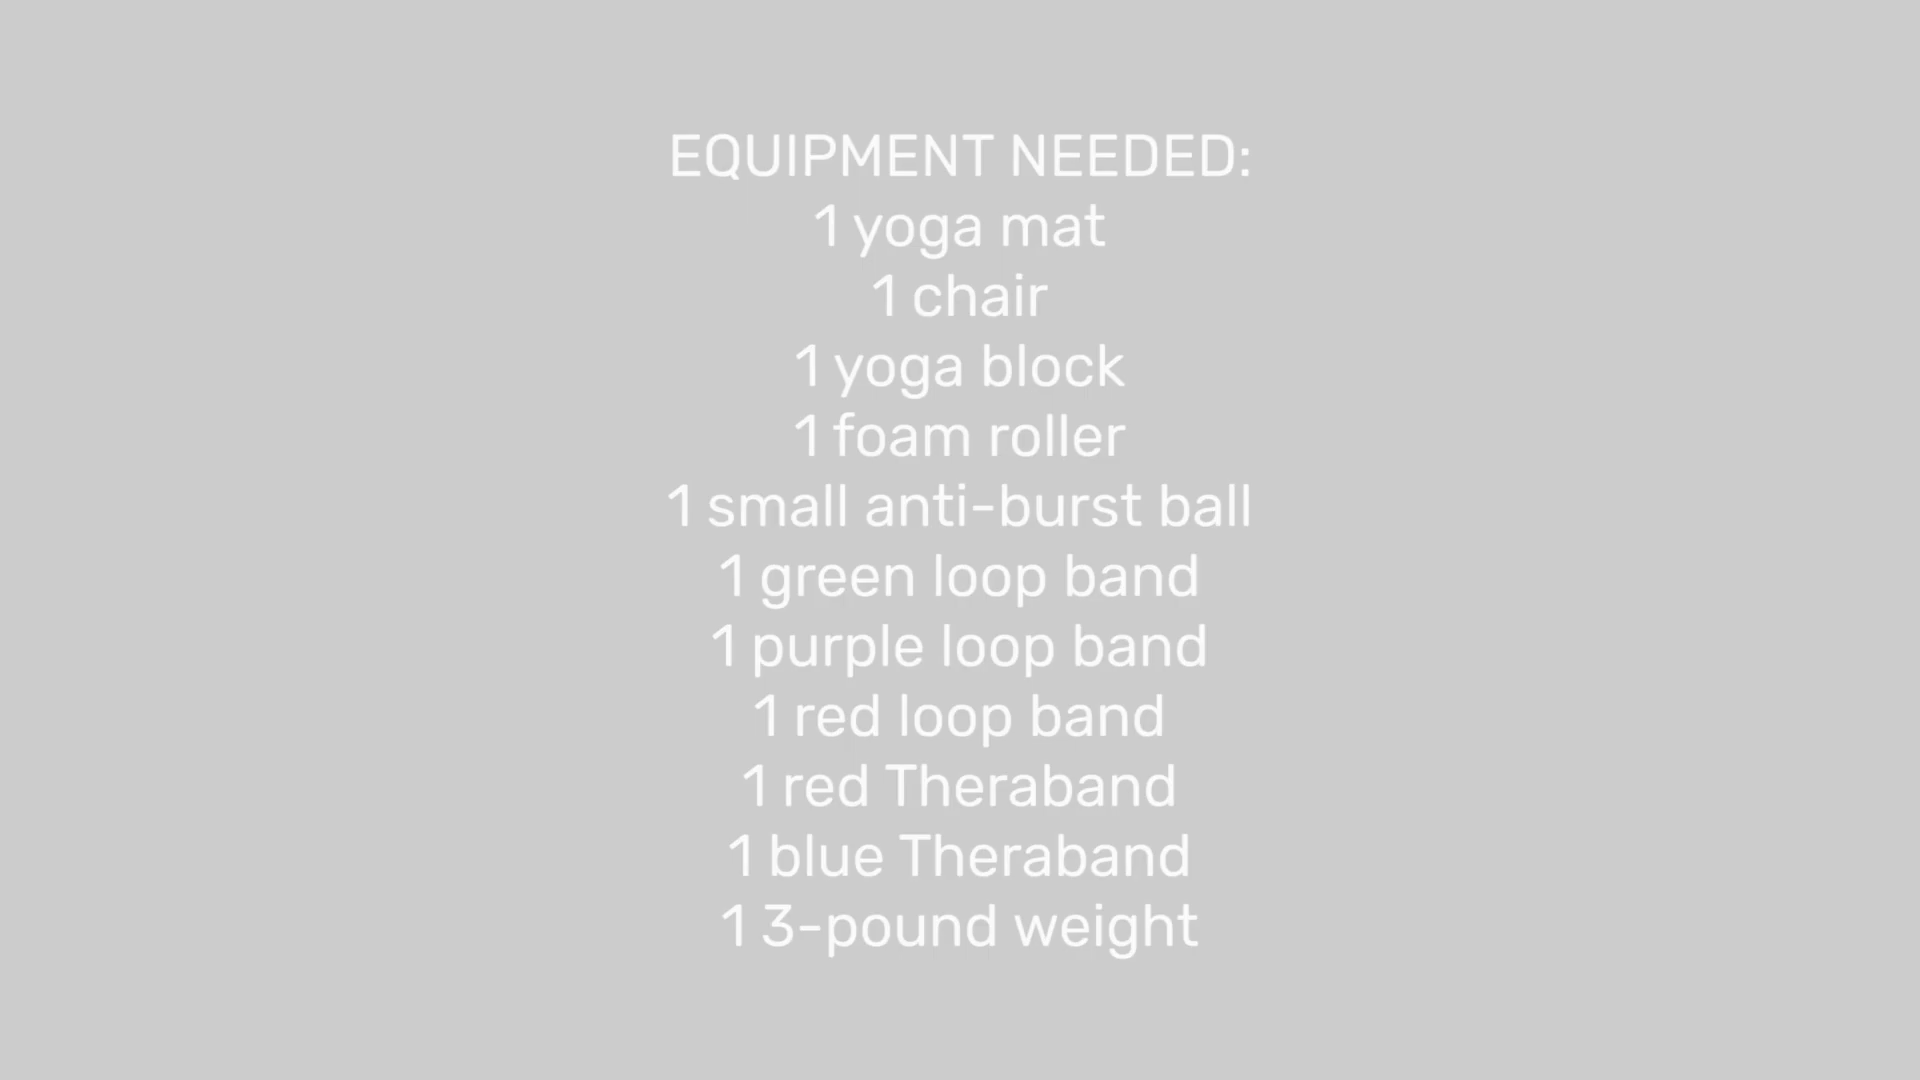 EQUIPMENT NEEDED:
1 yoga mat
1 chair
1 yoga block
1 foam roller
1 small anti-burst ball
1 green loop band
1 purple loop band
1 red loop band
1 red Theraband
1 blue Theraband
1 3-pound weight